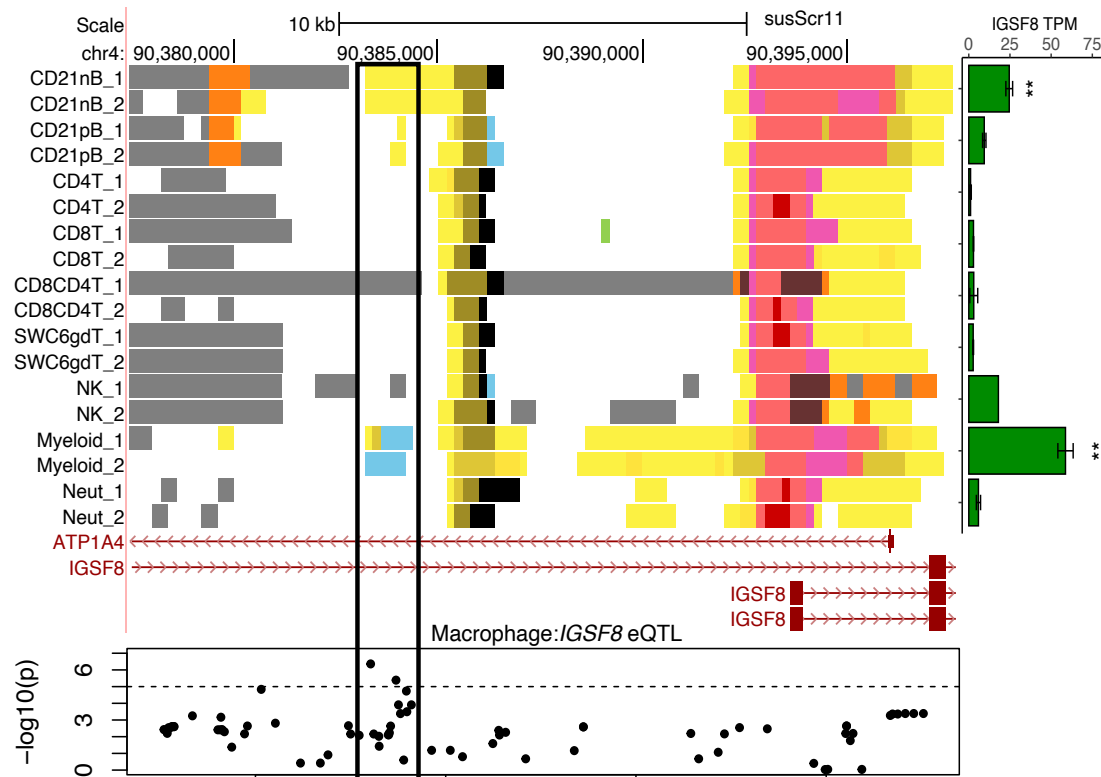 Scale 10 kb susScr11 IGSF8 TPM
chr4: 90,380,000 90,385,000 90,390,000 90,395,000 0 25 50 75
CD21nB_1 **
CD21nB_2
CD21pB_1
CD21pB_2
CD4T_1
CD4T_2
CD8T_1
CD8T_2
CD8CD4T_1
CD8CD4T_2
SWC6gdT_1
SWC6gdT_2
NK_1
NK_2
Myeloid_1 **
Myeloid_2
Neut_1
Neut_2
ATP1A4
IGSF8
IGSF8
IGSF8
Macrophage:IGSF8 eQTL
−log10(p)
6
3
0